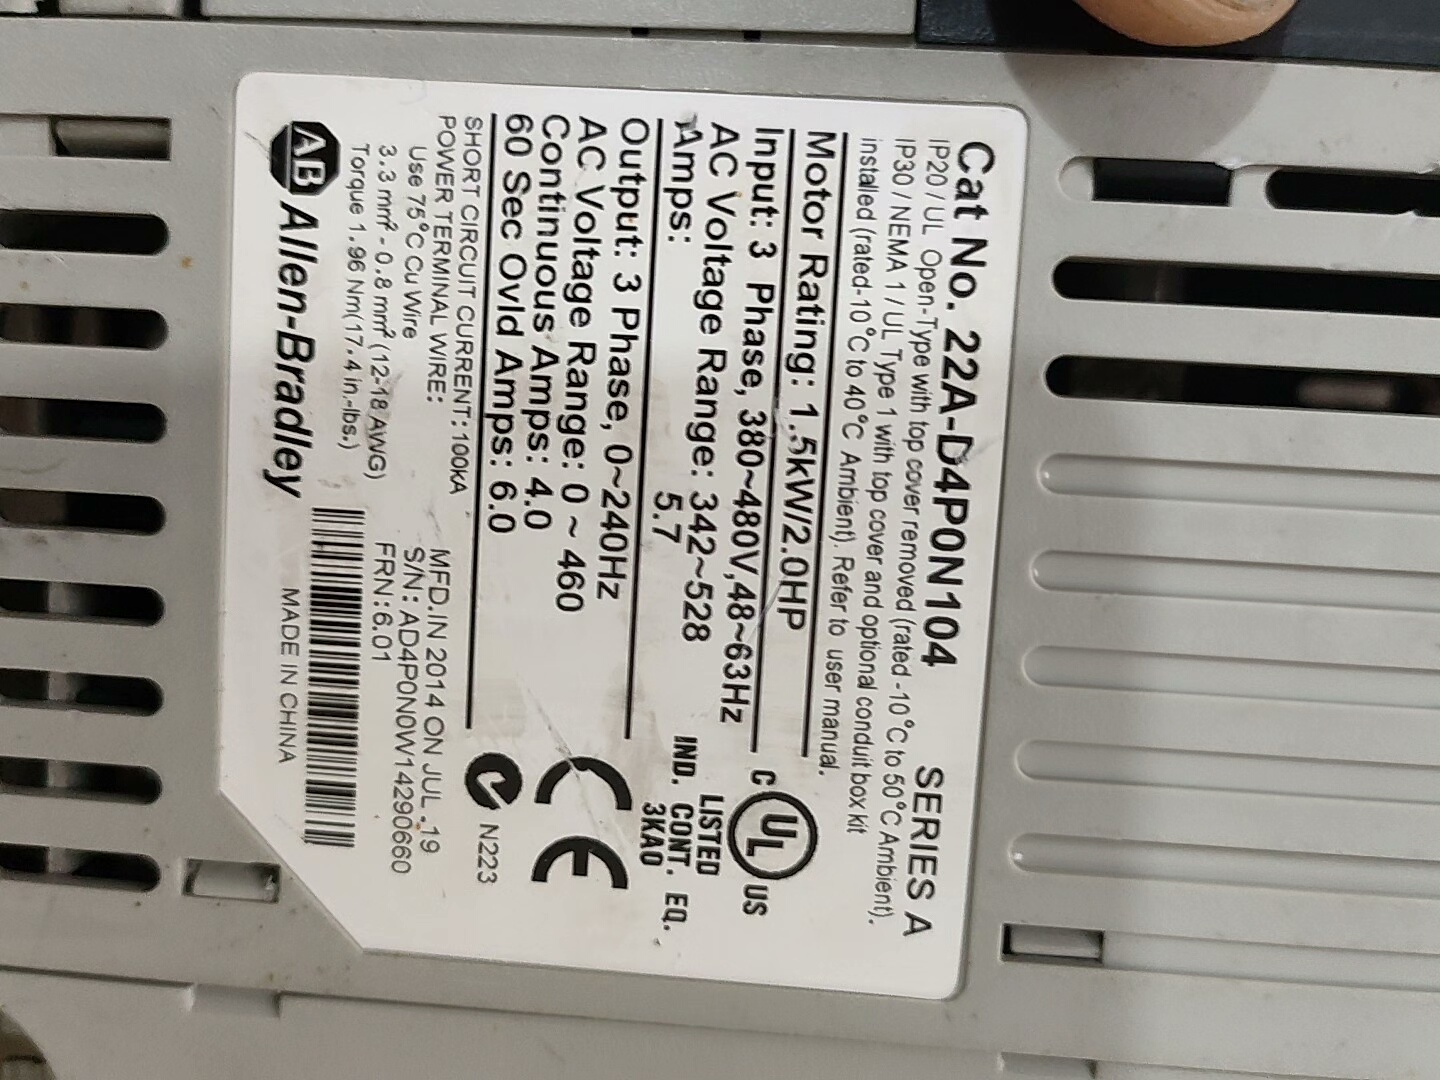 Cat No. 22A-D4P0N104 SERIES A
IP20 / UL Open-Type with top cover removed (rated -10°C to 50°C Ambient).
IP30 / NEMA 1 / UL Type 1 with top cover and optional conduit box kit
installed (rated-10°C to 40°C Ambient). Refer to user manual.
Motor Rating: 1.5kW/2.0HP
Input: 3 Phase, 380~480V,48~63Hz
AC Voltage Range: 342~528
Amps: 5.7
Output: 3 Phase, 0~240Hz
AC Voltage Range: 0 ~ 460
Continuous Amps: 4.0
60 Sec Ovld Amps: 6.0
C UL US
LISTED
IND. CONT. EQ.
3KA0
CE
N223
SHORT CIRCUIT CURRENT: 100kA
POWER TERMINAL WIRE:
Use 75°C Cu Wire
3.3 mm² - 0.8 mm² (12-18 AWG)
Torque 1.96 Nm(17.4 in.-lbs.)
MFD. IN 2014 ON JUL .19
S/N: AD4P0N0W14290660
FRN: 6.01
AB Allen-Bradley
MADE IN CHINA